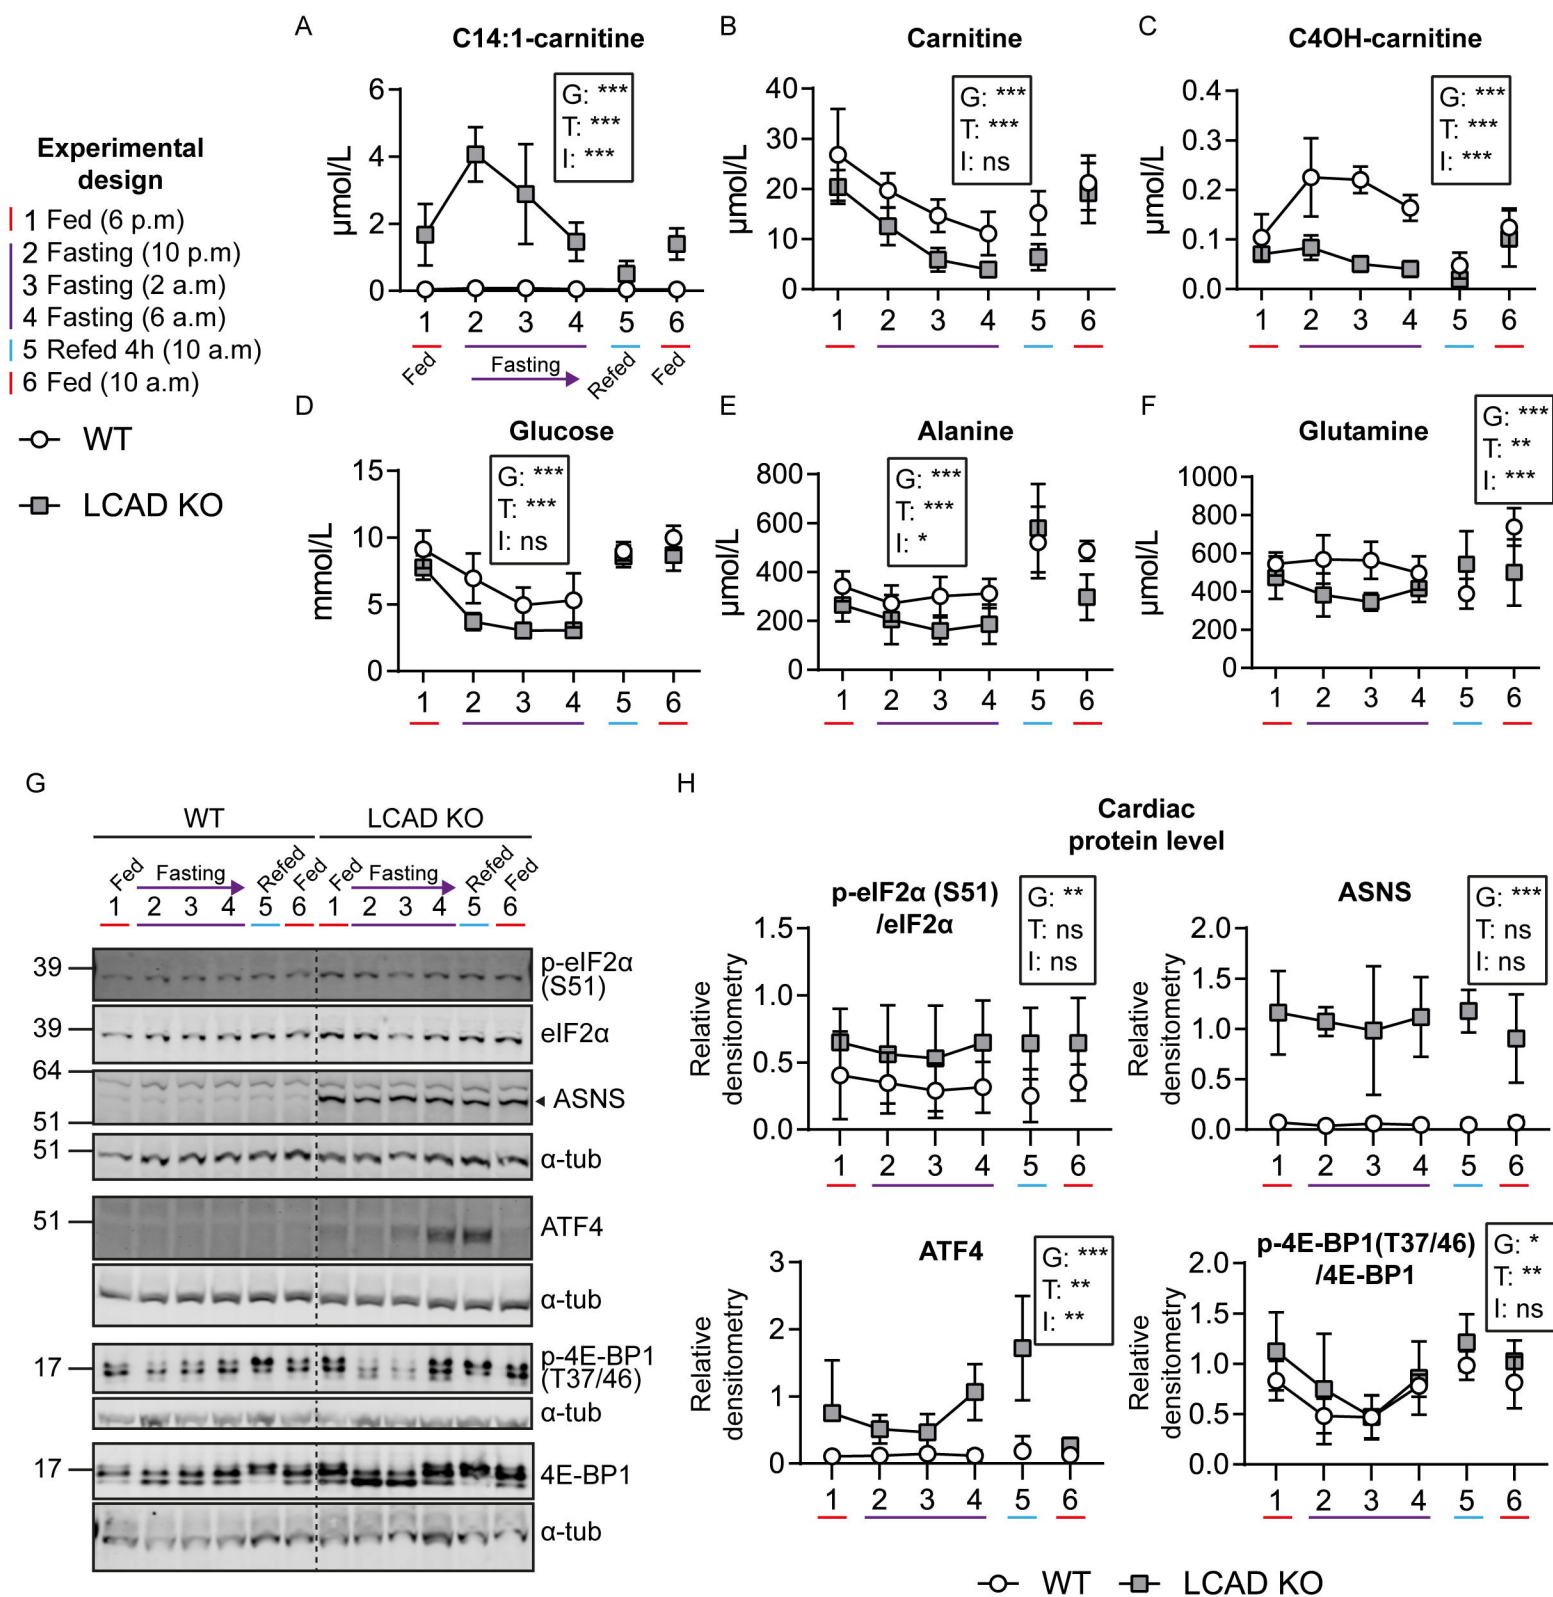 Experimental
design
1 Fed (6 p.m)
2 Fasting (10 p.m)
3 Fasting (2 a.m)
4 Fasting (6 a.m)
5 Refed 4h (10 a.m)
6 Fed (10 a.m)
WT
LCAD KO
A
C14:1-carnitine
G: ***
T: ***
I: ***
µmol/L
6
4
2
0
1 2 3 4 5 6
Fed Fasting Refed Fed
B
Carnitine
G: ***
T: ***
I: ns
µmol/L
40
30
20
10
0
1 2 3 4 5 6
C
C4OH-carnitine
G: ***
T: ***
I: ***
µmol/L
0.4
0.3
0.2
0.1
0.0
1 2 3 4 5 6
D
Glucose
G: ***
T: ***
I: ns
mmol/L
15
10
5
0
1 2 3 4 5 6
E
Alanine
G: ***
T: ***
I: *
µmol/L
800
600
400
200
0
1 2 3 4 5 6
F
Glutamine
G: ***
T: **
I: ***
µmol/L
1000
800
600
400
200
0
1 2 3 4 5 6
G
WT LCAD KO
Fed Fasting Refed Fed Fed Fasting Refed Fed
1 2 3 4 5 6 1 2 3 4 5 6
39 p-eIF2α
(S51)
39 eIF2α
64
ASNS
51
51 α-tub
51 ATF4
α-tub
17 p-4E-BP1
(T37/46)
α-tub
17 4E-BP1
α-tub
H
Cardiac
protein level
p-eIF2α (S51)
/eIF2α
G: **
T: ns
I: ns
Relative
densitometry
1.5
1.0
0.5
0.0
1 2 3 4 5 6
ASNS
G: ***
T: ns
I: ns
Relative
densitometry
2.0
1.5
1.0
0.5
0.0
1 2 3 4 5 6
ATF4
G: ***
T: **
I: **
Relative
densitometry
3
2
1
0
1 2 3 4 5 6
p-4E-BP1(T37/46)
/4E-BP1
G: *
T: **
I: ns
Relative
densitometry
2.0
1.5
1.0
0.5
0.0
1 2 3 4 5 6
WT LCAD KO